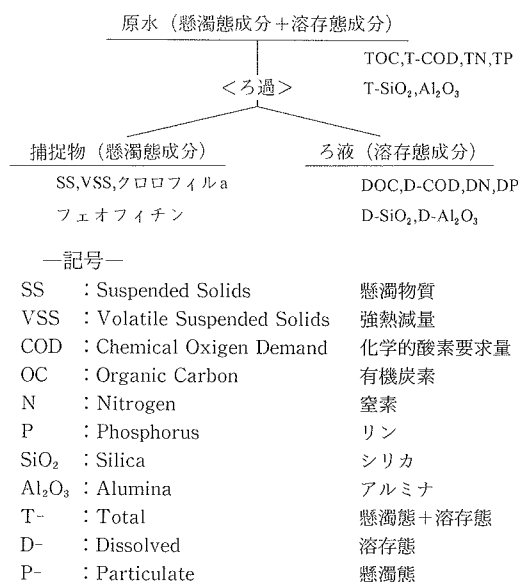 原水（懸濁態成分＋溶存態成分）
TOC,T-COD,TN,TP
＜ろ過＞
T-SiO₂,Al₂O₃
捕捉物（懸濁態成分）
SS,VSS,クロロフィルa
フェオフィチン
ろ液（溶存態成分）
DOC,D-COD,DN,DP
D-SiO₂,D-Al₂O₃
—記号—
SS ：Suspended Solids 懸濁物質
VSS ：Volatile Suspended Solids 強熱減量
COD ：Chemical Oxigen Demand 化学的酸素要求量
OC ：Organic Carbon 有機炭素
N ：Nitrogen 窒素
P ：Phosphorus リン
SiO₂ ：Silica シリカ
Al₂O₃ ：Alumina アルミナ
T- ：Total 懸濁態＋溶存態
D- ：Dissolved 溶存態
P- ：Particulate 懸濁態